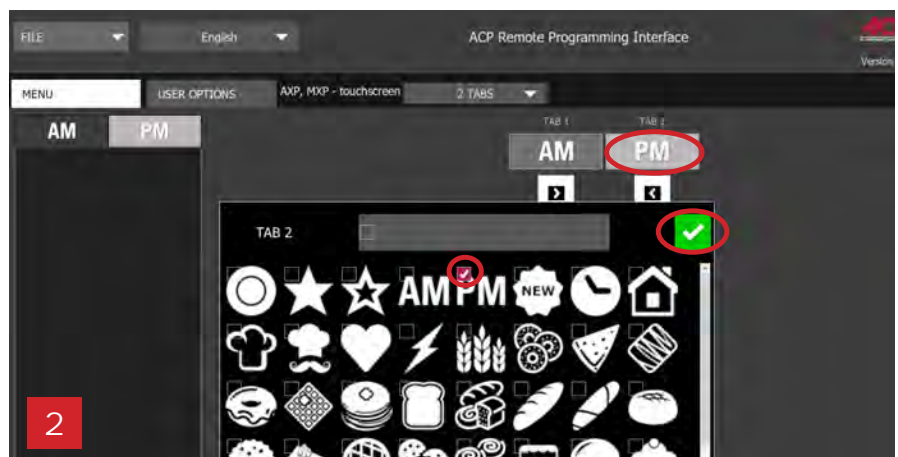 FILE
English
ACP Remote Programming Interface
Version
MENU
USER OPTIONS
AXP, MXP - touchscreen
2 TABS
AM
PM
TAB 1
TAB 2
AM
PM
TAB 2
AM
PM
NEW
2